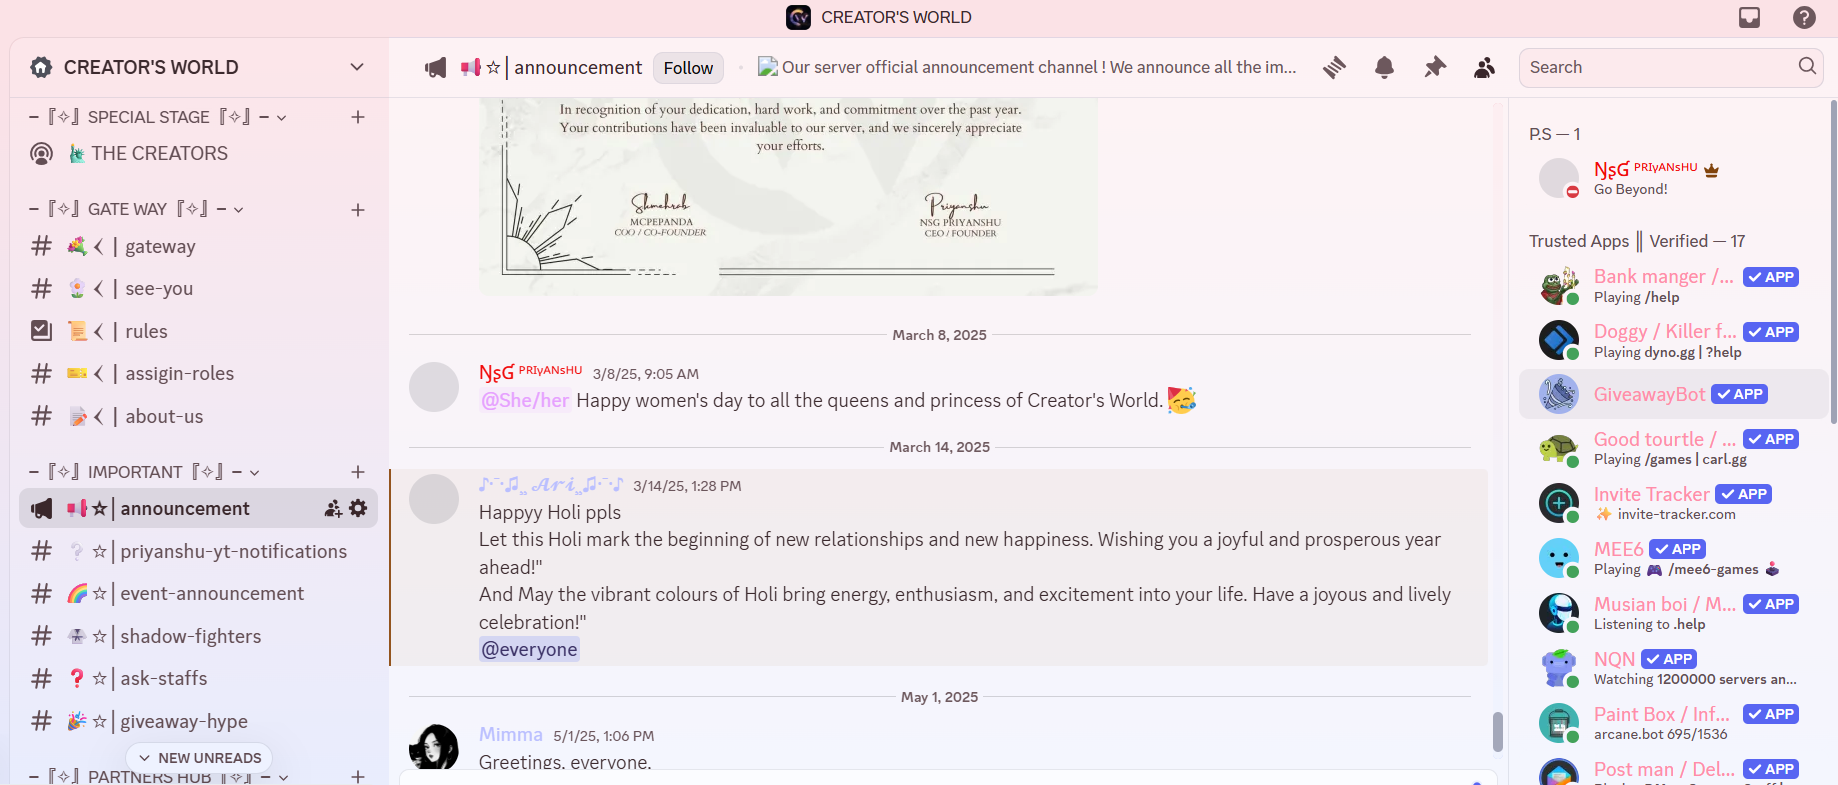 CREATOR'S WORLD
CREATOR'S WORLD
– 『✧』 SPECIAL STAGE 『✧』 –
🗽 THE CREATORS
– 『✧』 GATE WAY 『✧』 –
💐 ⧼ | gateway
🌸 ⧼ | see-you
📜 ⧼ | rules
🎫 ⧼ | assigin-roles
📝 ⧼ | about-us
– 『✧』 IMPORTANT 『✧』 –
📢 ☆ | announcement
❔ ☆ | priyanshu-yt-notifications
🌈 ☆ | event-announcement
🥋 ☆ | shadow-fighters
❓ ☆ | ask-staffs
🎉 ☆ | giveaway-hype
NEW UNREADS
– 『✧』 PARTNERS HUB 『✧』 –
📢 ☆ | announcement Follow Our server official announcement channel ! We announce all the im...
Search
In recognition of your dedication, hard work, and commitment over the past year.
Your contributions have been invaluable to our server, and we sincerely appreciate
your efforts.
Shmehrab
MCPEPANDA
COO / CO-FOUNDER
Priyanshu
NSG PRIYANSHU
CEO / FOUNDER
March 8, 2025
ŊʂƓ ᴾᴿᴵᵞᴬᴺˢᴴᵁ 3/8/25, 9:05 AM
@She/her Happy women's day to all the queens and princess of Creator's World. 🥳
March 14, 2025
♪·¯·♫¸¸𝓐𝓻𝓲¸¸♫·¯·♪ 3/14/25, 1:28 PM
Happyy Holi ppls
Let this Holi mark the beginning of new relationships and new happiness. Wishing you a joyful and prosperous year
ahead!"
And May the vibrant colours of Holi bring energy, enthusiasm, and excitement into your life. Have a joyous and lively
celebration!"
@everyone
May 1, 2025
Mimma 5/1/25, 1:06 PM
Greetings, everyone,
P.S — 1
ŊʂƓ ᴾᴿᴵᵞᴬᴺˢᴴᵁ
Go Beyond!
Trusted Apps ║ Verified — 17
Bank manger /... ✓ APP
Playing /help
Doggy / Killer f... ✓ APP
Playing dyno.gg | ?help
GiveawayBot ✓ APP
Good tourtle / ... ✓ APP
Playing /games | carl.gg
Invite Tracker ✓ APP
✨ invite-tracker.com
MEE6 ✓ APP
Playing 🎮 /mee6-games 🕹️
Musian boi / M... ✓ APP
Listening to .help
NQN ✓ APP
Watching 1200000 servers an...
Paint Box / Inf... ✓ APP
arcane.bot 695/1536
Post man / Del... ✓ APP